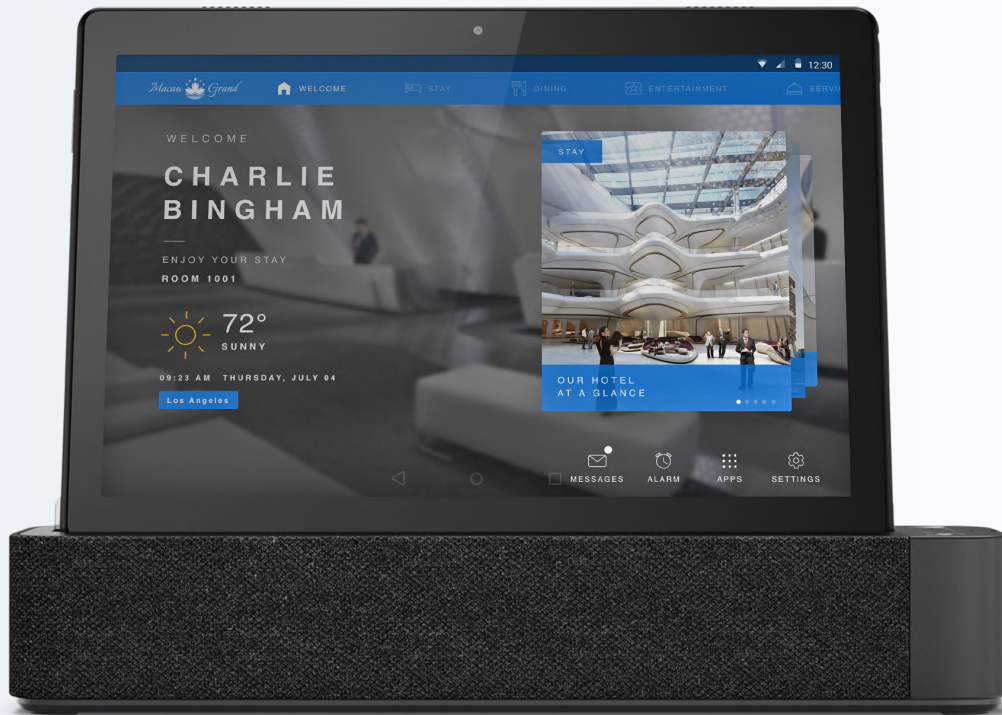 12:30
Macau Grand
WELCOME
STAY
DINING
ENTERTAINMENT
SERVI
WELCOME
CHARLIE
BINGHAM
ENJOY YOUR STAY
ROOM 1001
72°
SUNNY
09:23 AM THURSDAY, JULY 04
Los Angeles
STAY
OUR HOTEL
AT A GLANCE
MESSAGES
ALARM
APPS
SETTINGS